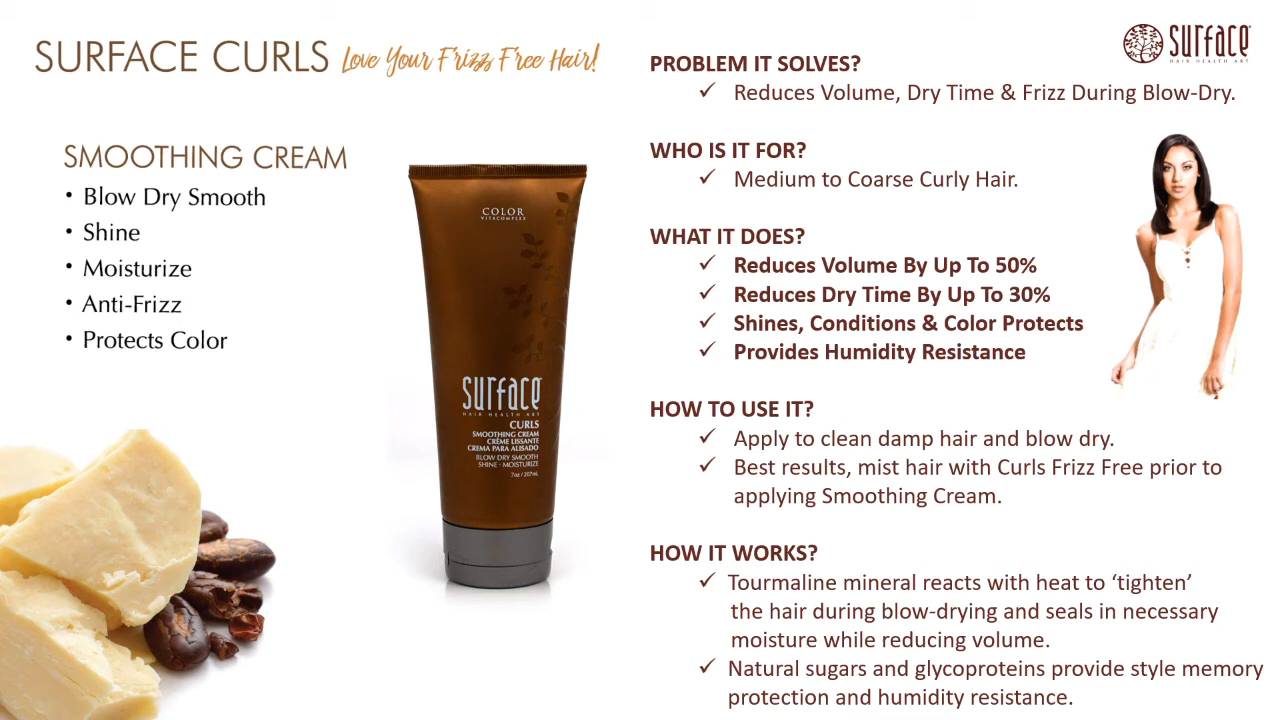 SURFACE CURLS Love Your Frizz Free Hair!
SMOOTHING CREAM
• Blow Dry Smooth
• Shine
• Moisturize
• Anti-Frizz
• Protects Color
COLOR
VITACOMPLEX
SURFACE
HAIR HEALTH ART
CURLS
SMOOTHING CREAM
CRÈME LISSANTE
CREMA PARA ALISADO
BLOW DRY SMOOTH
SHINE · MOISTURIZE
7oz / 207mL
SURFACE
HAIR HEALTH ART
PROBLEM IT SOLVES?
✓ Reduces Volume, Dry Time & Frizz During Blow-Dry.
WHO IS IT FOR?
✓ Medium to Coarse Curly Hair.
WHAT IT DOES?
✓ Reduces Volume By Up To 50%
✓ Reduces Dry Time By Up To 30%
✓ Shines, Conditions & Color Protects
✓ Provides Humidity Resistance
HOW TO USE IT?
✓ Apply to clean damp hair and blow dry.
✓ Best results, mist hair with Curls Frizz Free prior to
applying Smoothing Cream.
HOW IT WORKS?
✓ Tourmaline mineral reacts with heat to ‘tighten’
the hair during blow-drying and seals in necessary
moisture while reducing volume.
✓ Natural sugars and glycoproteins provide style memory
protection and humidity resistance.